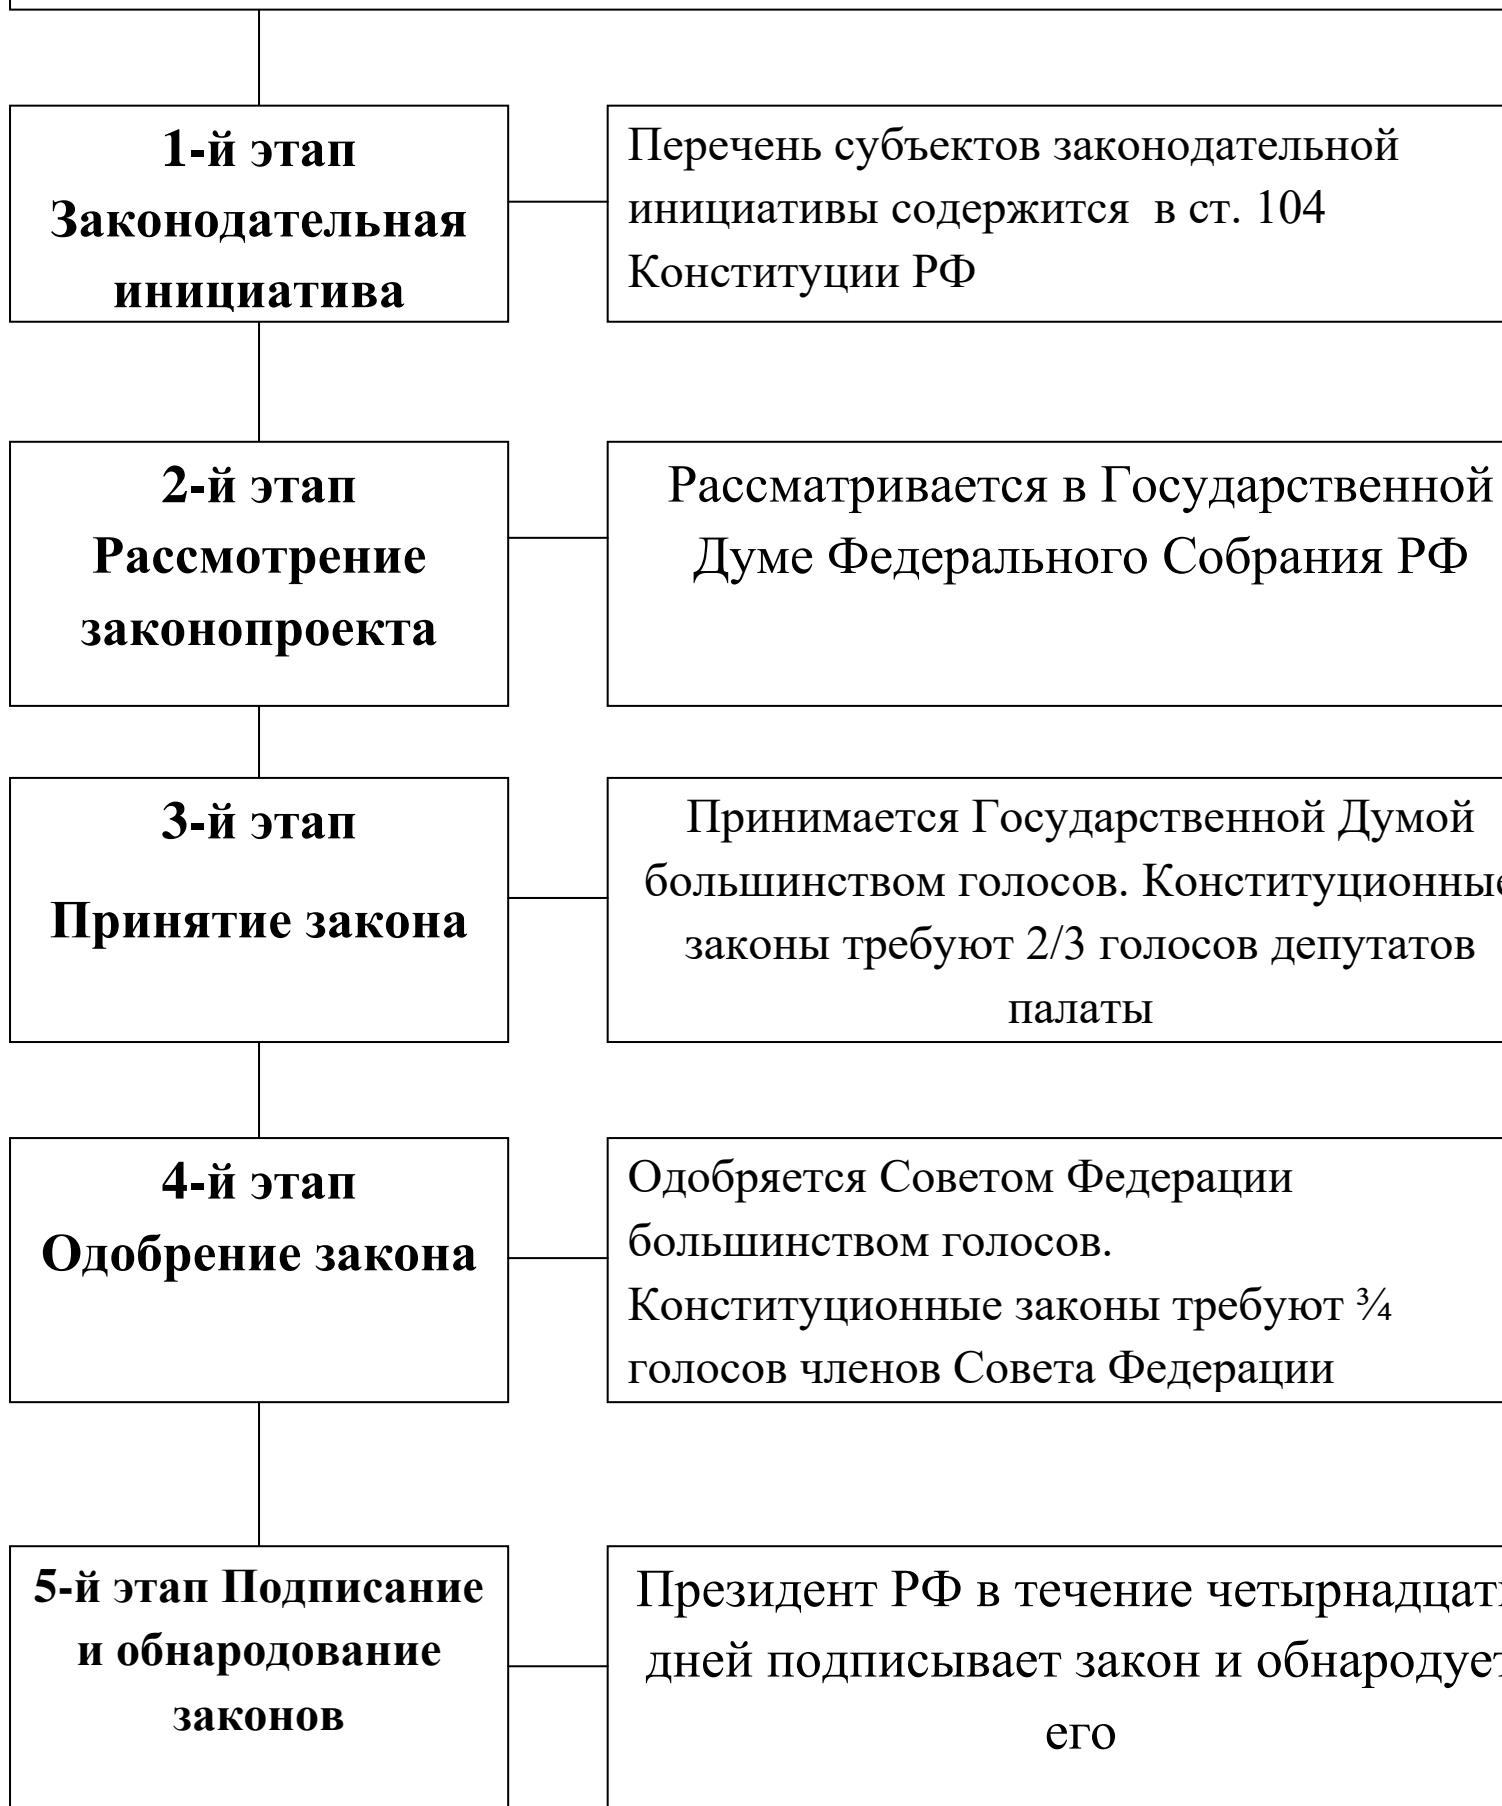 1-й этап
Законодательная
инициатива
Перечень субъектов законодательной
инициативы содержится в ст. 104
Конституции РФ
2-й этап
Рассмотрение
законопроекта
Рассматривается в Государственной
Думе Федерального Собрания РФ
3-й этап
Принятие закона
Принимается Государственной Думой
большинством голосов. Конституционные
законы требуют 2/3 голосов депутатов
палаты
4-й этап
Одобрение закона
Одобряется Советом Федерации
большинством голосов.
Конституционные законы требуют ¾
голосов членов Совета Федерации
5-й этап Подписание
и обнародование
законов
Президент РФ в течение четырнадцати
дней подписывает закон и обнародует
его